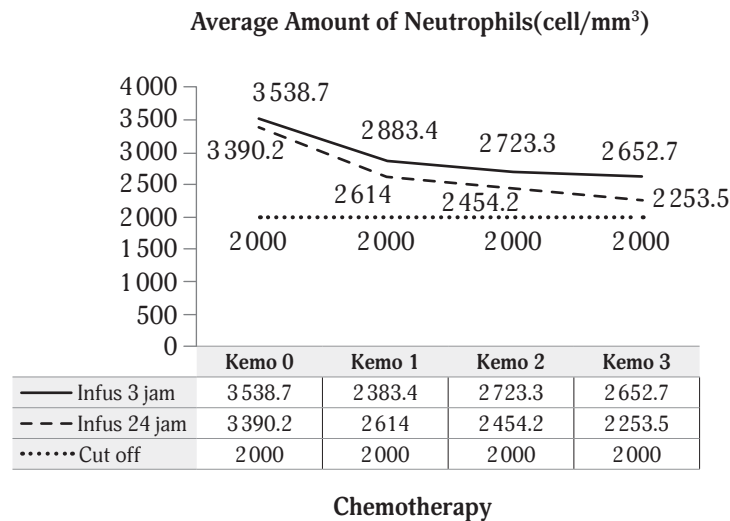 Average Amount of Neutrophils(cell/mm³)
4 000
3 500
3 000
2 500
2 000
1 500
1 000
500
0
3 538.7
2 883.4
2 723.3
2 652.7
3 390.2
2 614
2 454.2
2 253.5
2 000 2 000 2 000 2 000
Kemo 0 Kemo 1 Kemo 2 Kemo 3
Infus 3 jam 3 538.7 2 383.4 2 723.3 2 652.7
Infus 24 jam 3 390.2 2 614 2 454.2 2 253.5
Cut off 2 000 2 000 2 000 2 000
Chemotherapy